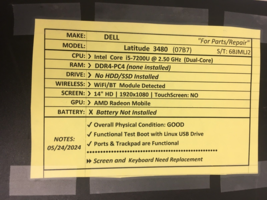 MAKE: DELL "For Parts/Repair"
MODEL: Latitude 3480 (07B7) S/T: 6BJMLJ2
CPU: Intel Core i5-7200U @ 2.50 GHz (Dual-Core)
RAM: DDR4-PC4 (none installed)
DRIVE: No HDD/SSD Installed
WIRELESS: WiFi/BT Module Detected
SCREEN: 14" HD | 1920x1080 | TouchScreen: NO
GPU: AMD Radeon Mobile
BATTERY: X Battery Not Installed
✓ Overall Physical Condition: GOOD
NOTES: ✓ Functional Test Boot with Linux USB Drive
05/24/2024 ✓ Ports & Trackpad are Functional
Screen and Keyboard Need Replacement